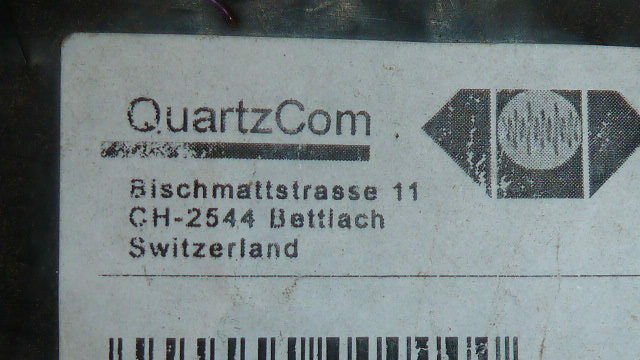 QuartzCom
Bischmattstrasse 11
CH-2544 Bettlach
Switzerland